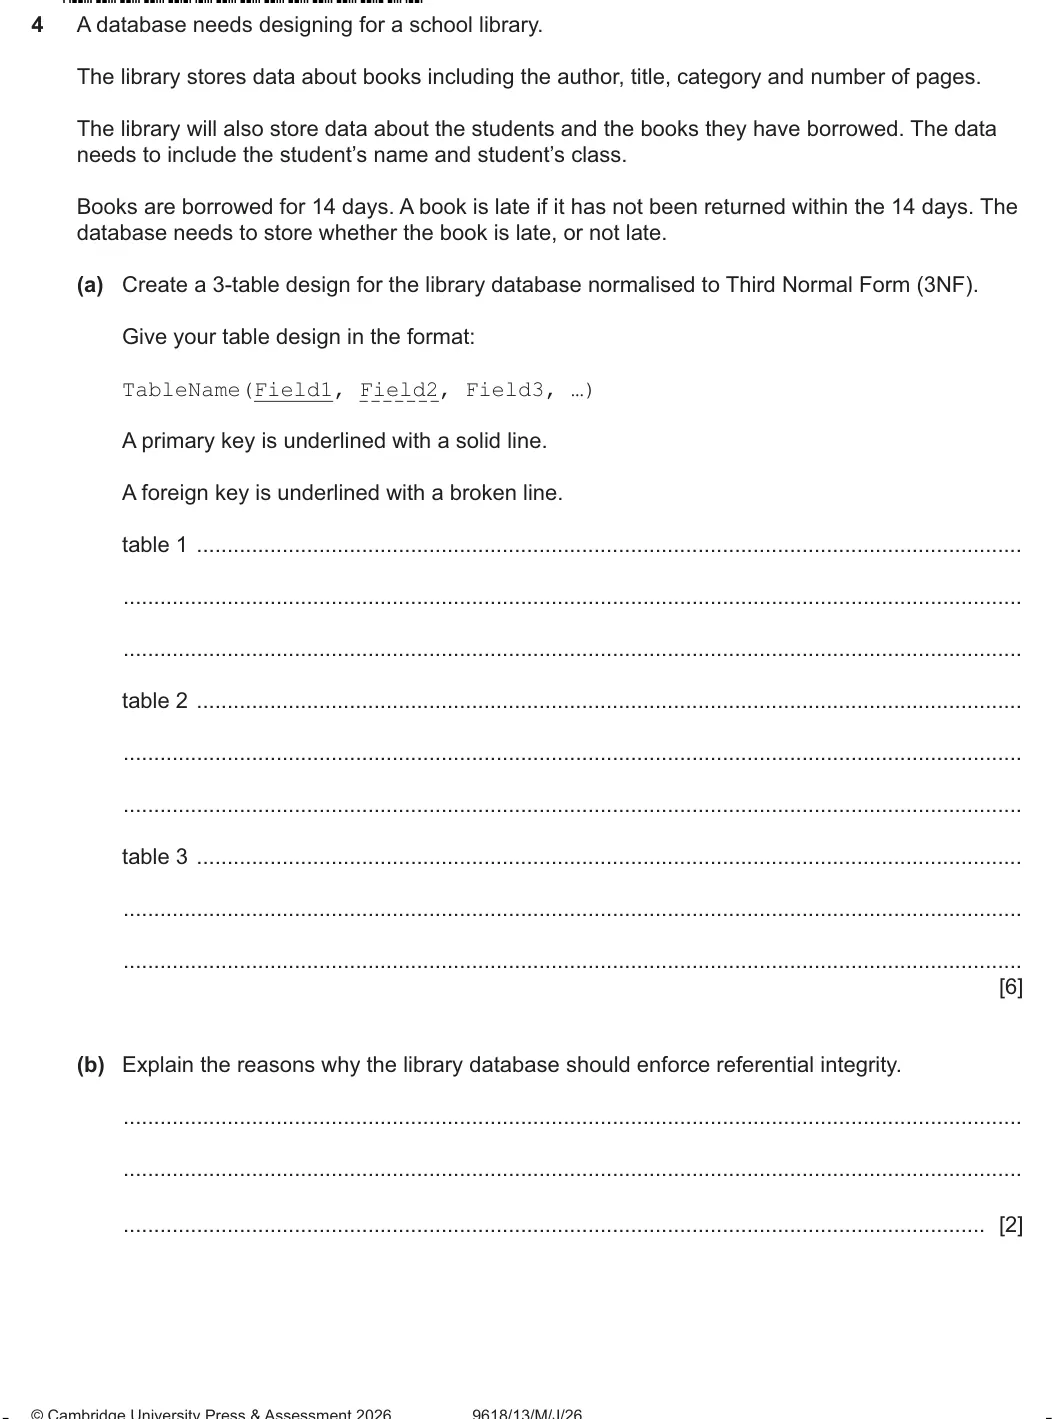 4 A database needs designing for a school library.
The library stores data about books including the author, title, category and number of pages.
The library will also store data about the students and the books they have borrowed. The data
needs to include the student's name and student's class.
Books are borrowed for 14 days. A book is late if it has not been returned within the 14 days. The
database needs to store whether the book is late, or not late.
(a) Create a 3-table design for the library database normalised to Third Normal Form (3NF).
Give your table design in the format:
TableName(Field1, Field2, Field3, …)
A primary key is underlined with a solid line.
A foreign key is underlined with a broken line.
table 1
table 2
table 3
[6]
(b) Explain the reasons why the library database should enforce referential integrity.
[2]
© Cambridge University Press & Assessment 2026 9618/13/M/J/26